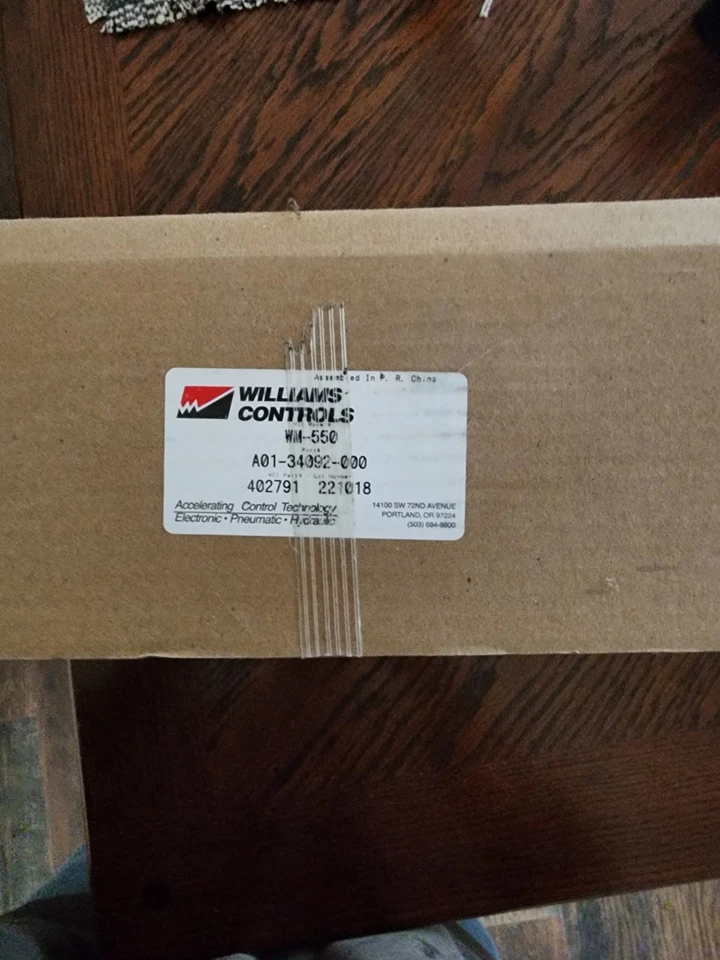 Assembled In P. R. China
WILLIAMS
CONTROLS
WM-550
A01-34092-000
402791 221018
Accelerating Control Technology
Electronic • Pneumatic • Hydraulic
14100 SW 72ND AVENUE
PORTLAND, OR 97224
(503) 684-8600